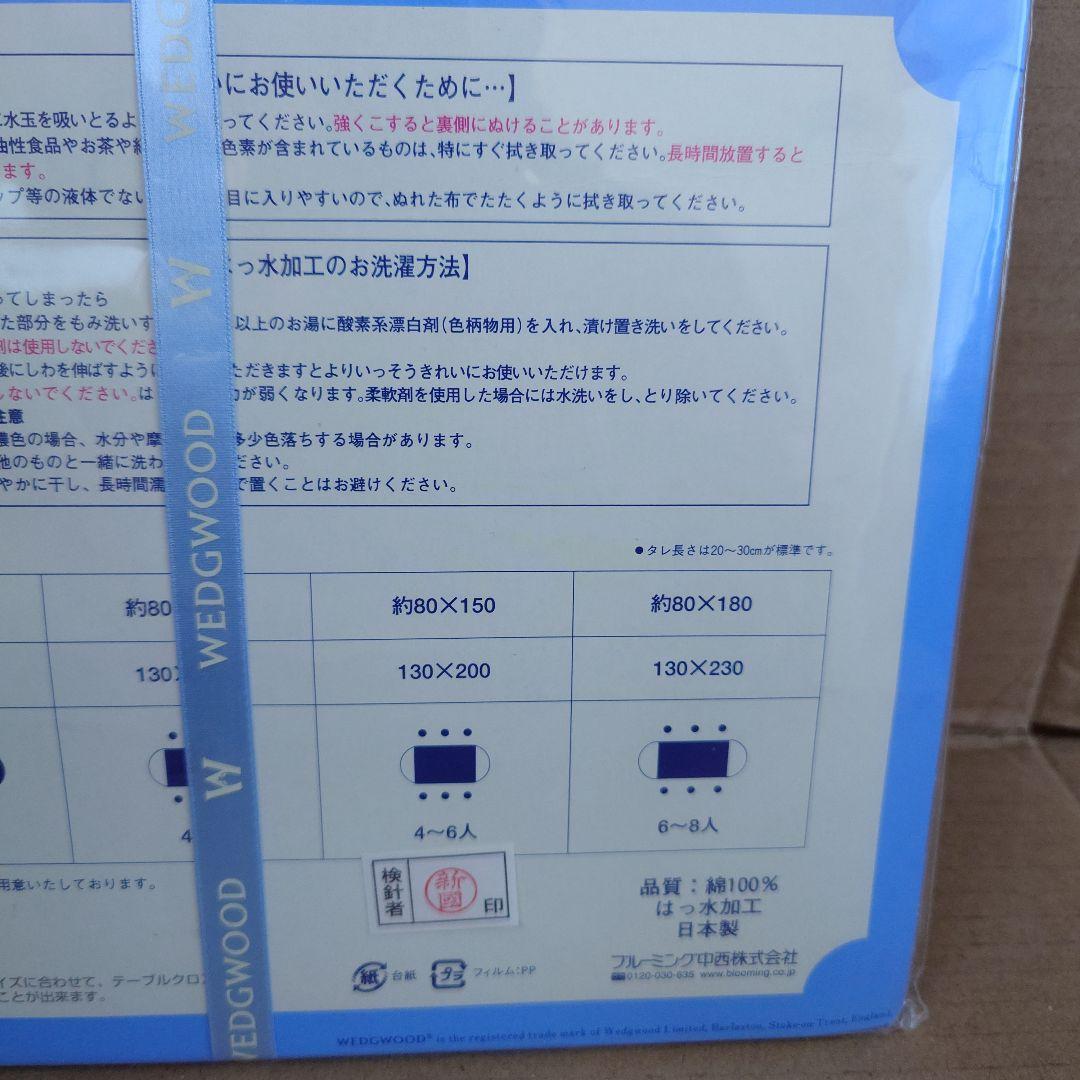 にお使いいただくために…】
水玉を吸いとるよ ってください。強くこすると裏側にぬけることがあります。
油性食品やお茶や 色素が含まれているものは、特にすぐ拭き取ってください。長時間放置すると
ます。
ップ等の液体でな 目に入りやすいので、ぬれた布でたたくように拭き取ってください。
っ水加工のお洗濯方法】
ってしまったら
た部分をもみ洗いす 以上のお湯に酸素系漂白剤(色柄物用)を入れ、漬け置き洗いをしてください。
剤は使用しないでくださ
後にしわを伸ばすように ただきますとよりいっそうきれいにお使いいただけます。
しないでください。は 力が弱くなります。柔軟剤を使用した場合には水洗いをし、とり除いてください。
注意
濃色の場合、水分や摩 多少色落ちする場合があります。
他のものと一緒に洗わ ださい。
やかに干し、長時間濡 で置くことはお避けください。
●タレ長さは20〜30cmが標準です。
約80 約80×150 約80×180
130× 130×200 130×230
4 4〜6人 6〜8人
用意いたしております。
検針者 新國 印
品質：綿100%
はっ水加工
日本製
ブルーミング中西株式会社
0120-030-635 www.blooming.co.jp
紙 台紙 プラ フィルム:PP
イズに合わせて、テーブルクロ
ことが出来ます。
WEDGWOOD® is the registered trade mark of Wedgwood Limited, Barlaston, Stoke-on Trent, England.
WEDG
W
WEDGWOOD
W
WEDGWOOD